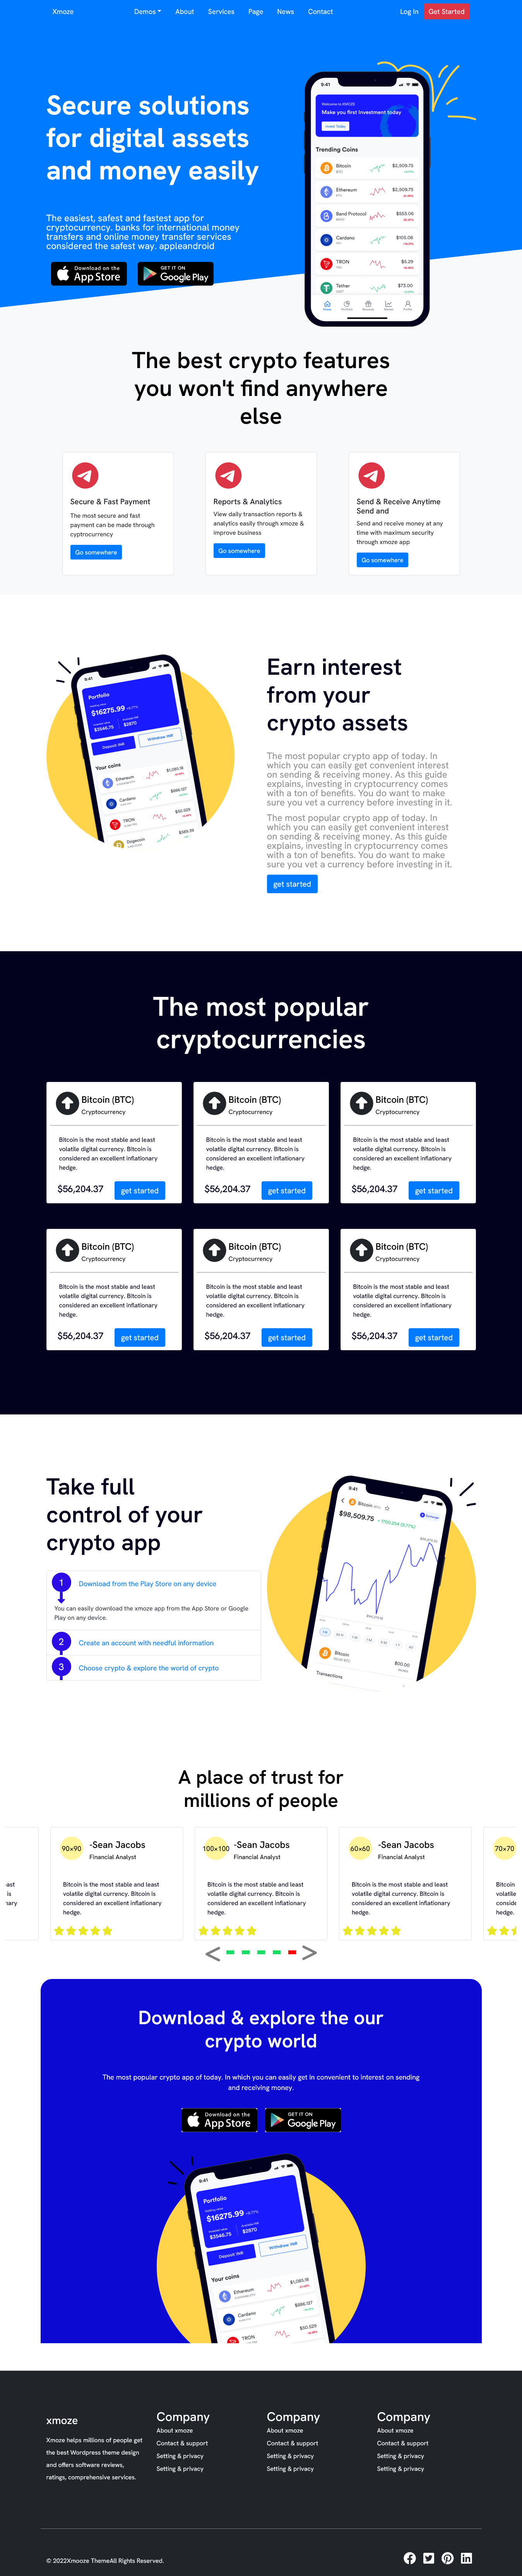 Xmoze
Demos
About
Services
Page
News
Contact
Log In
Get Started
Secure solutions
for digital assets
and money easily
The easiest, safest and fastest app for
cryptocurrency. banks for international money
transfers and online money transfer services
considered the safest way. appleandroid
Download on the
App Store
GET IT ON
Google Play
9:41
Welcome to XMOZE
Make you first Investment today
Trending Coins
Bitcoin
BTC
$2,509.75
Ethereum
ETH
$2,509.75
Band Protocol
$553.06
Cardano
$105.06
TRON
$0.29
Tether
$73.00
The best crypto features
you won't find anywhere
else
Secure & Fast Payment
The most secure and fast
payment can be made through
cyptrocurrency
Go somewhere
Reports & Analytics
View daily transaction reports &
analytics easily through xmoze &
improve business
Go somewhere
Send & Receive Anytime
Send and
Send and receive money at any
time with maximum security
through xmoze app
Go somewhere
9:41
Portfolio
Holding value
$16275.99
$3546.75
$2870
Deposit INR
Withdraw INR
Your coins
Ethereum
$1,085.18
Cardano
$886.127
TRON
$50,529
Dogecoin
Earn interest
from your
crypto assets
The most popular crypto app of today. In
which you can easily get convenient interest
on sending & receiving money. As this guide
explains, investing in cryptocurrency comes
with a ton of benefits. You do want to make
sure you vet a currency before investing in it.
The most popular crypto app of today. In
which you can easily get convenient interest
on sending & receiving money. As this guide
explains, investing in cryptocurrency comes
with a ton of benefits. You do want to make
sure you vet a currency before investing in it.
get started
The most popular
cryptocurrencies
Bitcoin (BTC)
Cryptocurrency
Bitcoin is the most stable and least
volatile digital currency. Bitcoin is
considered an excellent inflationary
hedge.
$56,204.37
get started
Bitcoin (BTC)
Cryptocurrency
Bitcoin is the most stable and least
volatile digital currency. Bitcoin is
considered an excellent inflationary
hedge.
$56,204.37
get started
Bitcoin (BTC)
Cryptocurrency
Bitcoin is the most stable and least
volatile digital currency. Bitcoin is
considered an excellent inflationary
hedge.
$56,204.37
get started
Bitcoin (BTC)
Cryptocurrency
Bitcoin is the most stable and least
volatile digital currency. Bitcoin is
considered an excellent inflationary
hedge.
$56,204.37
get started
Bitcoin (BTC)
Cryptocurrency
Bitcoin is the most stable and least
volatile digital currency. Bitcoin is
considered an excellent inflationary
hedge.
$56,204.37
get started
Bitcoin (BTC)
Cryptocurrency
Bitcoin is the most stable and least
volatile digital currency. Bitcoin is
considered an excellent inflationary
hedge.
$56,204.37
get started
Take full
control of your
crypto app
1
Download from the Play Store on any device
You can easily download the xmoze app from the App Store or Google
Play on any device.
2
Create an account with needful information
3
Choose crypto & explore the world of crypto
9:41
Bitcoin
$98,509.75
Bitcoin
$00.00
Transactions
A place of trust for
millions of people
90×90
-Sean Jacobs
Financial Analyst
Bitcoin is the most stable and least
volatile digital currency. Bitcoin is
considered an excellent inflationary
hedge.
100×100
-Sean Jacobs
Financial Analyst
Bitcoin is the most stable and least
volatile digital currency. Bitcoin is
considered an excellent inflationary
hedge.
60×60
-Sean Jacobs
Financial Analyst
Bitcoin is the most stable and least
volatile digital currency. Bitcoin is
considered an excellent inflationary
hedge.
70×70
Download & explore the our
crypto world
The most popular crypto app of today. In which you can easily get in convenient to interest on sending
and receiving money.
Download on the
App Store
GET IT ON
Google Play
9:41
Portfolio
Holding value
$16275.99
$3546.75
$2870
Deposit INR
Withdraw INR
Your coins
Ethereum
$1,085.18
Cardano
$886.127
TRON
$50,529
xmoze
Xmoze helps millions of people get
the best Wordpress theme design
and offers software reviews,
ratings, comprehensive services.
Company
About xmoze
Contact & support
Setting & privacy
Setting & privacy
Company
About xmoze
Contact & support
Setting & privacy
Setting & privacy
Company
About xmoze
Contact & support
Setting & privacy
Setting & privacy
© 2022Xmooze ThemeAll Rights Reserved.